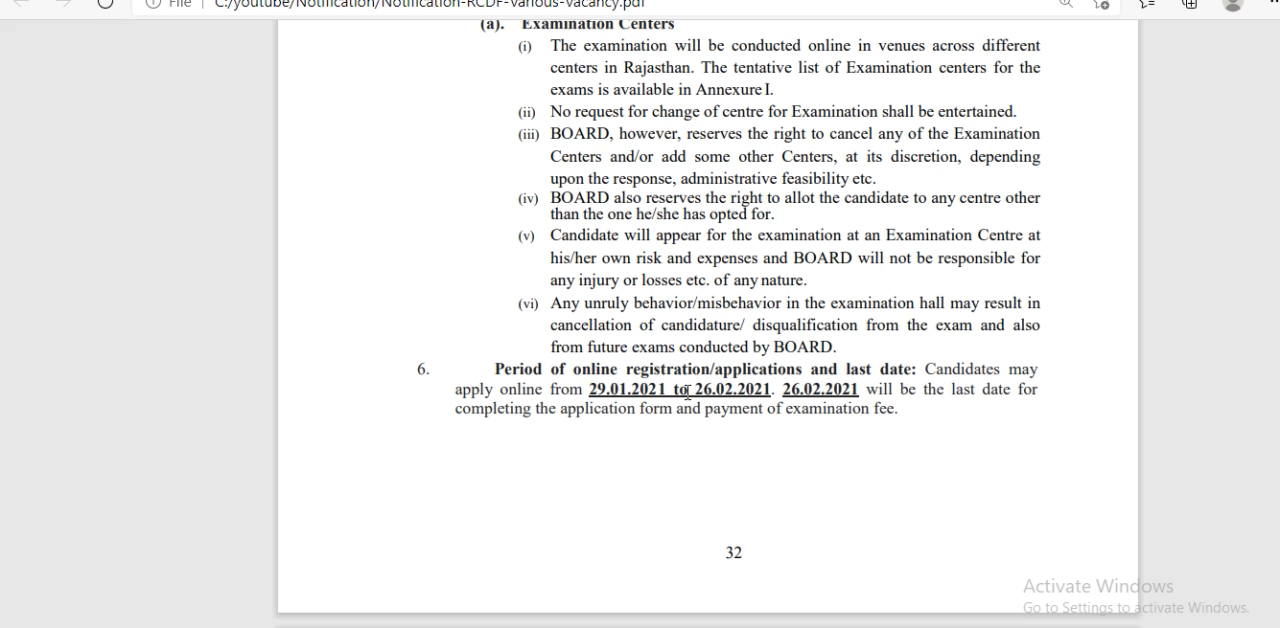 File | C:/youtube/Notification/Notification-RCDF-Various-Vacancy.pdf
(a). Examination Centers
(i) The examination will be conducted online in venues across different
centers in Rajasthan. The tentative list of Examination centers for the
exams is available in Annexure I.
(ii) No request for change of centre for Examination shall be entertained.
(iii) BOARD, however, reserves the right to cancel any of the Examination
Centers and/or add some other Centers, at its discretion, depending
upon the response, administrative feasibility etc.
(iv) BOARD also reserves the right to allot the candidate to any centre other
than the one he/she has opted for.
(v) Candidate will appear for the examination at an Examination Centre at
his/her own risk and expenses and BOARD will not be responsible for
any injury or losses etc. of any nature.
(vi) Any unruly behavior/misbehavior in the examination hall may result in
cancellation of candidature/ disqualification from the exam and also
from future exams conducted by BOARD.
6. Period of online registration/applications and last date: Candidates may
apply online from 29.01.2021 to 26.02.2021. 26.02.2021 will be the last date for
completing the application form and payment of examination fee.
32
Activate Windows
Go to Settings to activate Windows.